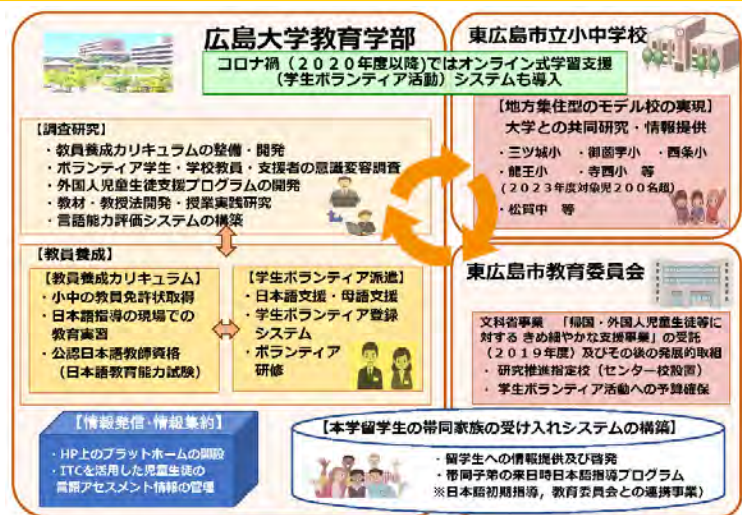 広島大学教育学部
コロナ禍（２０２０年度以降)ではオンライン式学習支援
（学生ボランティア活動）システムも導入
【調査研究】
・教員養成カリキュラムの整備・開発
・ボランティア学生・学校教員・支援者の意識変容調査
・外国人児童生徒支援プログラムの開発
・教材・教授法開発・授業実践研究
・言語能力評価システムの構築
【教員養成】
【教員養成カリキュラム】
・小中の教員免許状取得
・日本語指導の現場での
教育実習
・公認日本語教師資格
（日本語教育能力試験）
【学生ボランティア派遣】
・日本語支援・母語支援
・学生ボランティア登録
システム
・ボランティア
研修
【情報発信・情報集約】
・HP上のプラットホームの開設
・ITCを活用した児童生徒の
言語アセスメント情報の管理
東広島市立小中学校
【地方集住型のモデル校の実現】
大学との共同研究・情報提供
・三ツ城小　・御薗宇小　・西条小
・龍王小　・寺西小　等
（２０２３年度対象児２００名超）
・松賀中　等
東広島市教育委員会
文科省事業　「帰国・外国人児童生徒等に
対する きめ細やかな支援事業」の受託
（２０１９年度）及びその後の発展的取組
・ 研究推進指定校（センター校設置）
・ 学生ボランティア活動への予算確保
【本学留学生の帯同家族の受け入れシステムの構築】
・留学生への情報提供及び啓発
・帯同子弟の来日時日本語指導プログラム
※日本語初期指導，教育委員会との連携事業）